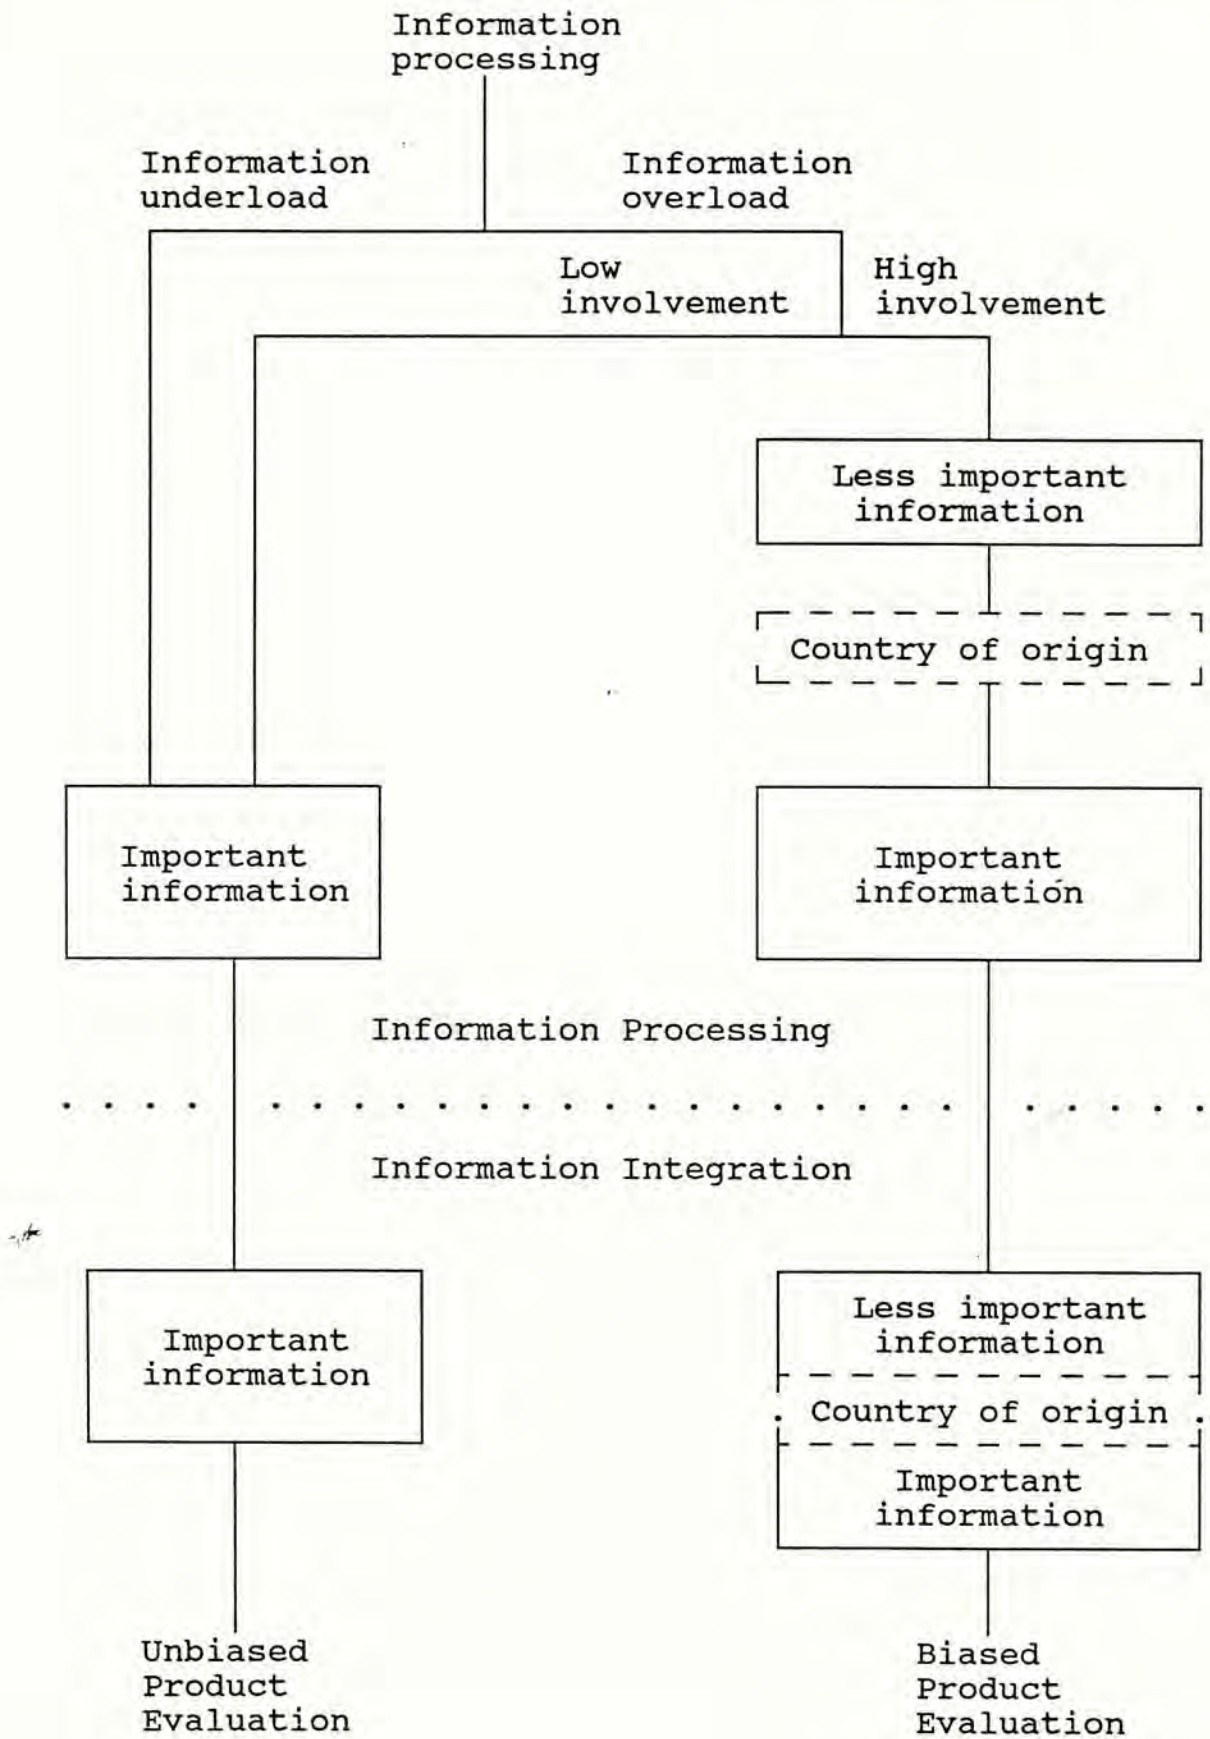 Information
processing
Information
underload
Information
overload
Low
involvement
High
involvement
Less important
information
Country of origin
Important
information
Important
information
Information Processing
Information Integration
Important
information
Less important
information
Country of origin
Important
information
Unbiased
Product
Evaluation
Biased
Product
Evaluation